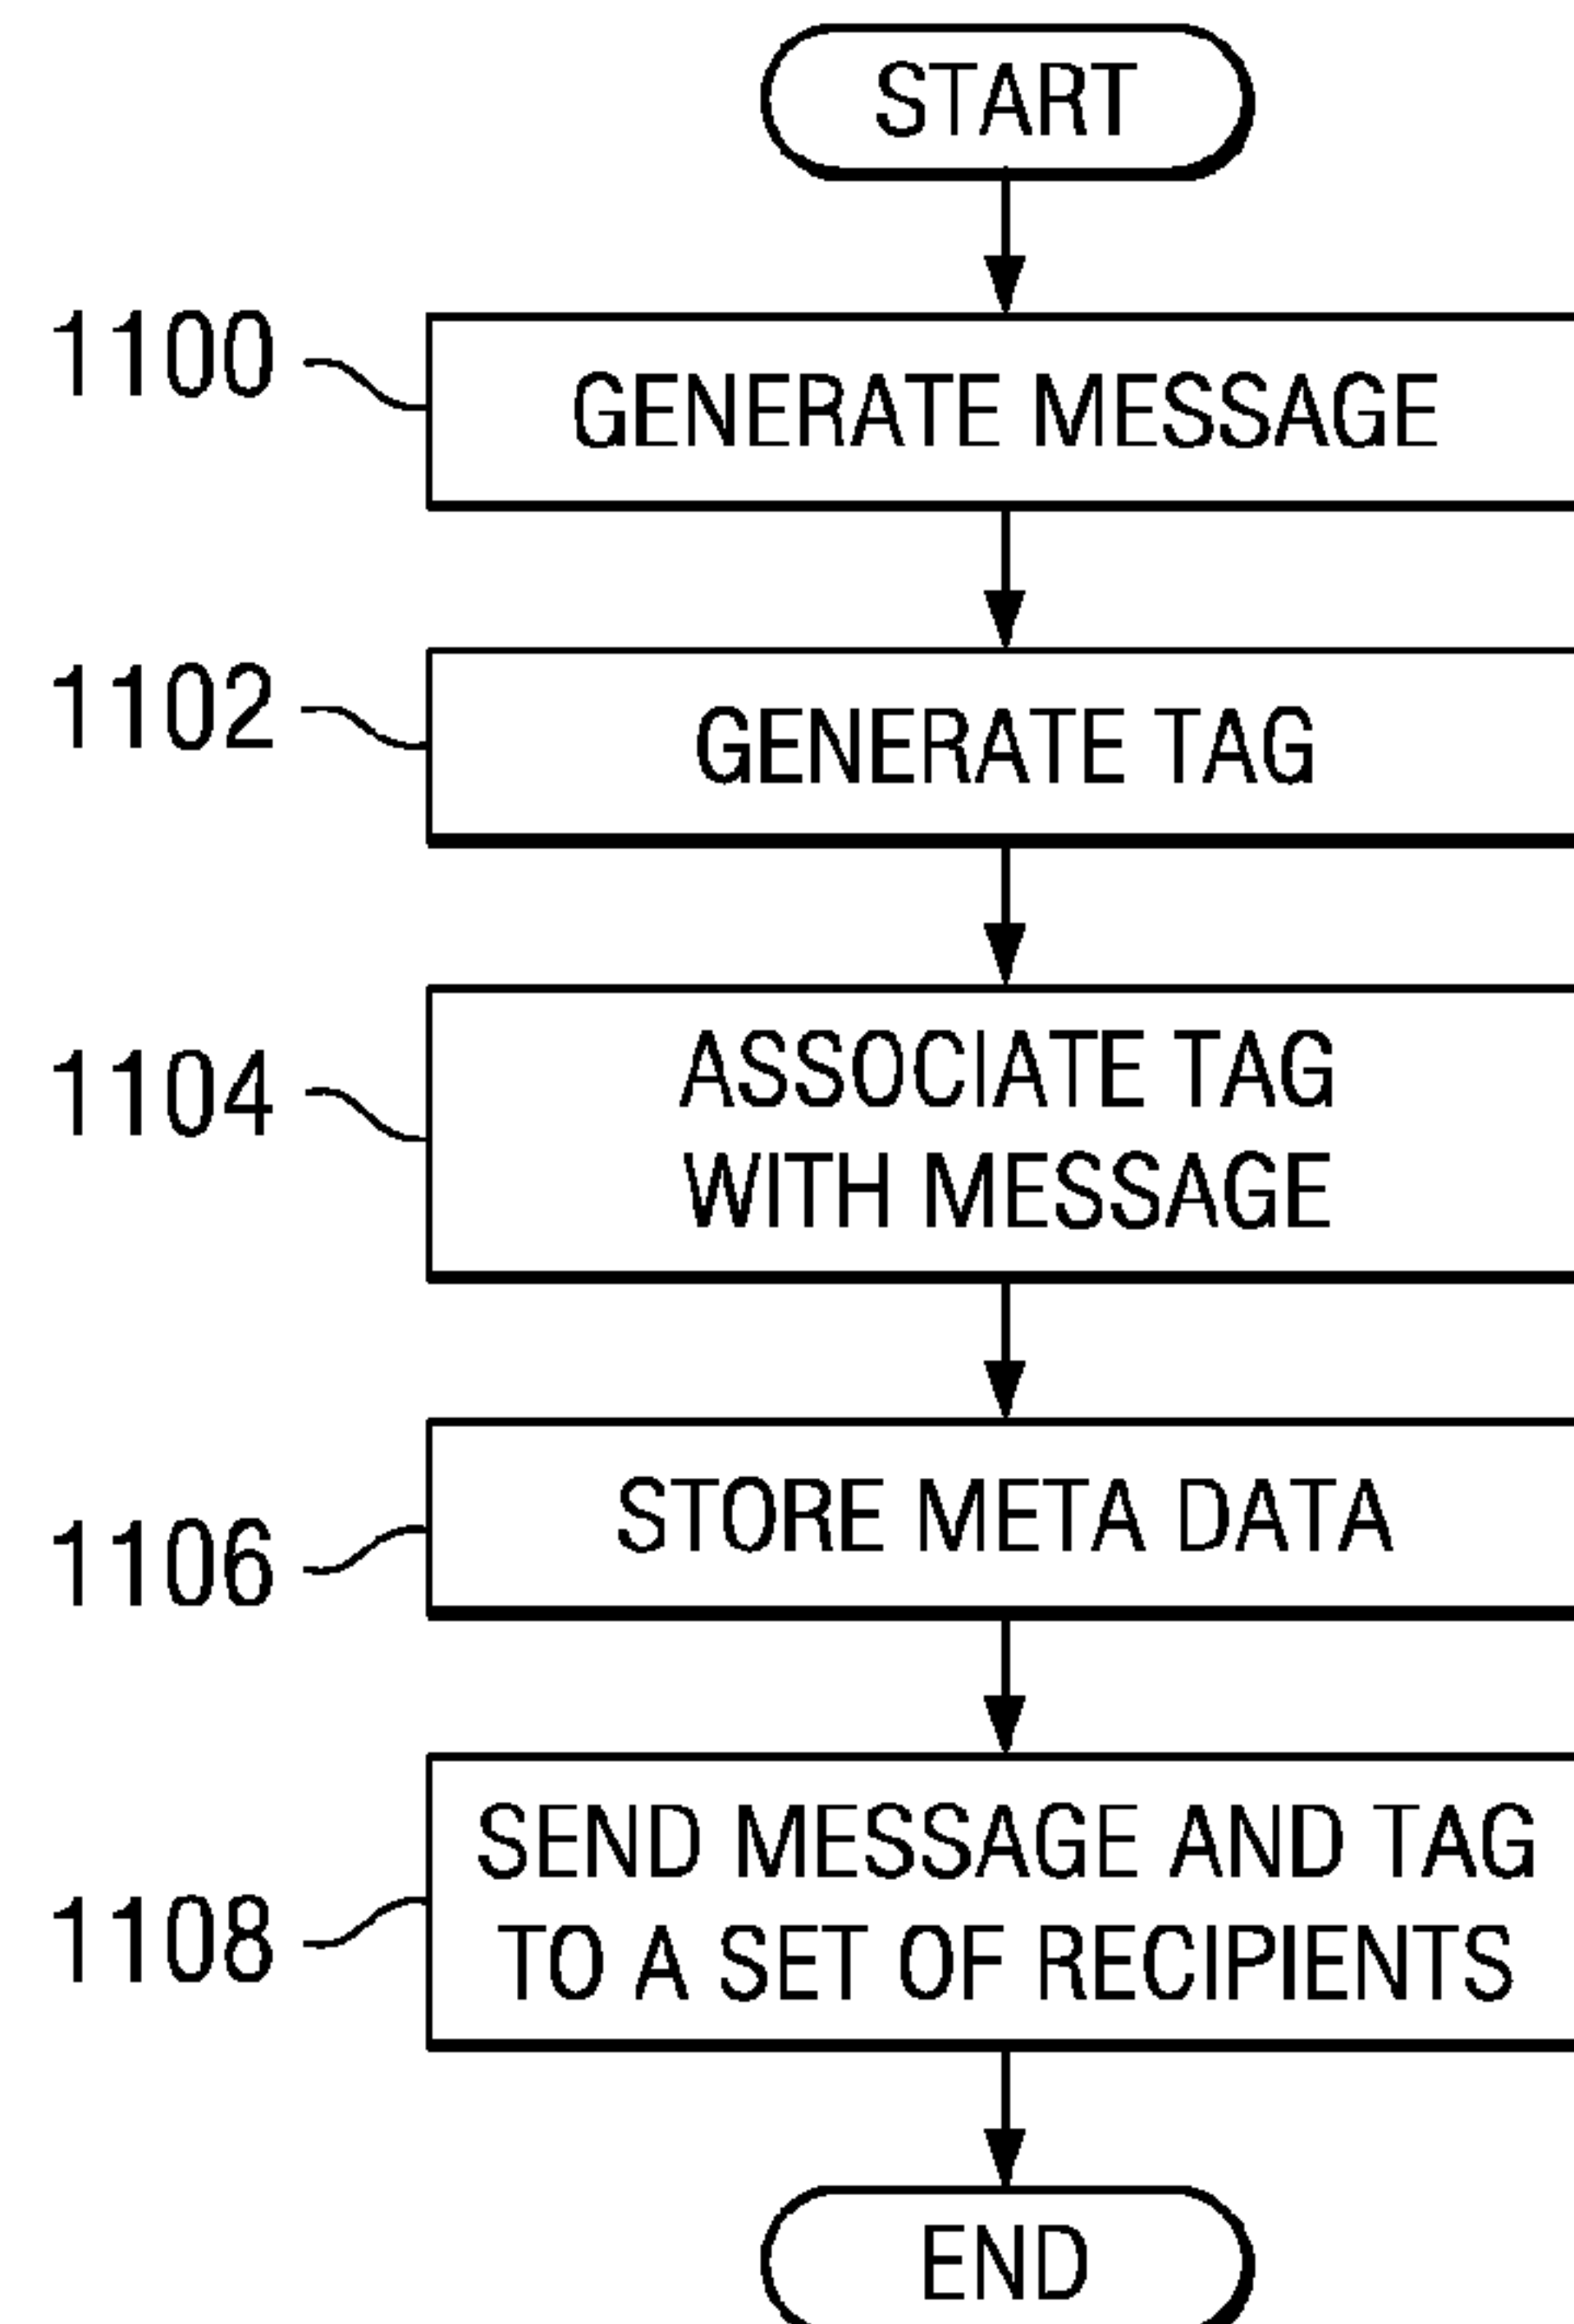 START
1100
GENERATE MESSAGE
1102
GENERATE TAG
1104
ASSOCIATE TAG
WITH MESSAGE
1106
STORE META DATA
1108
SEND MESSAGE AND TAG
TO A SET OF RECIPIENTS
END